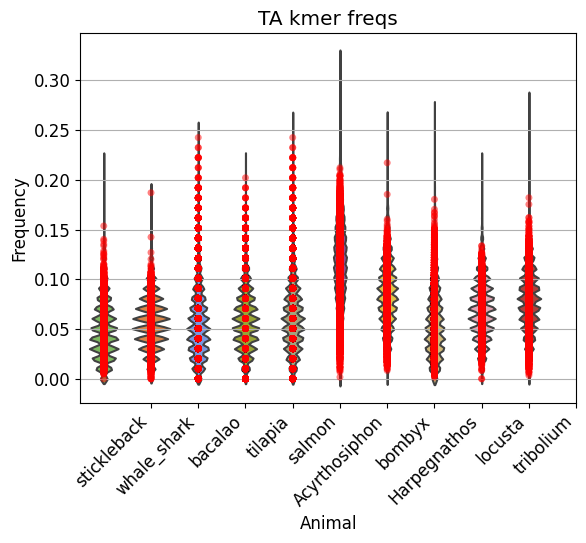 TA kmer freqs
Frequency
0.30
0.25
0.20
0.15
0.10
0.05
0.00
stickleback
whale_shark
bacalao
tilapia
salmon
Acyrthosiphon
bombyx
Harpegnathos
locusta
tribolium
Animal